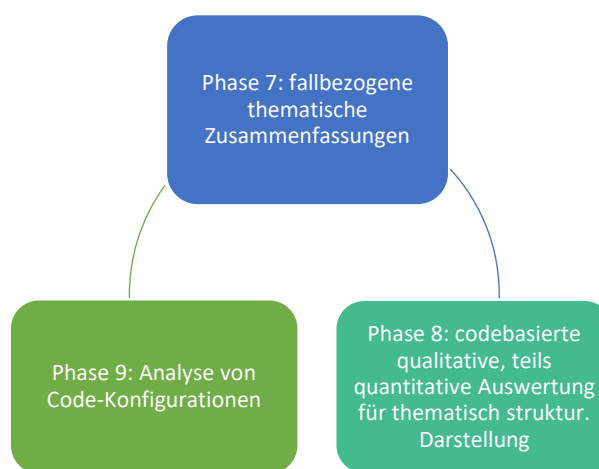 Phase 7: fallbezogene
thematische
Zusammenfassungen
Phase 9: Analyse von
Code-Konfigurationen
Phase 8: codebasierte
qualitative, teils
quantitative Auswertung
für thematisch struktur.
Darstellung